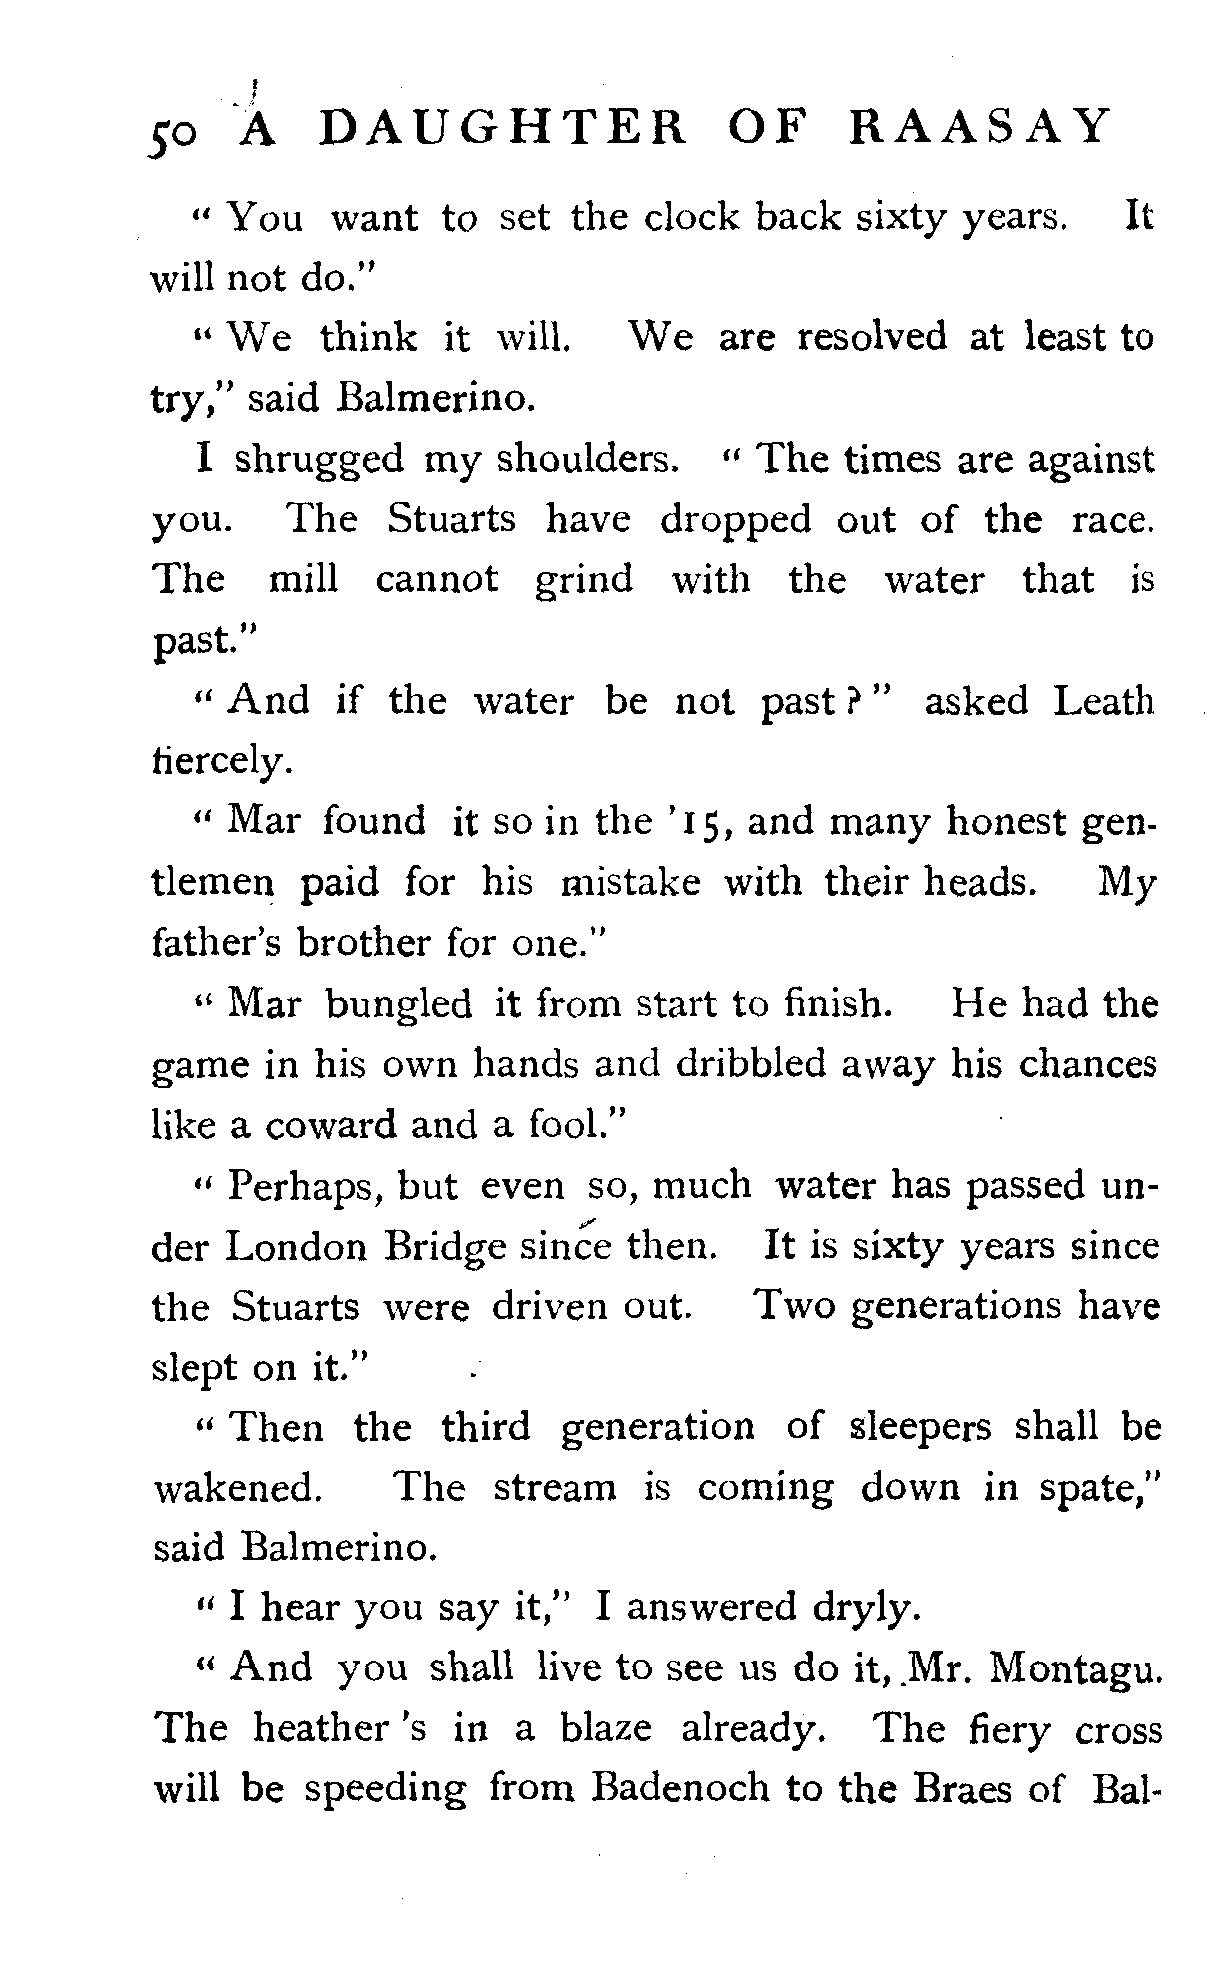 50 A DAUGHTER OF RAASAY
" You want to set the clock back sixty years. It
will not do."
" We think it will. We are resolved at least to
try," said Balmerino.
I shrugged my shoulders. " The times are against
you. The Stuarts have dropped out of the race.
The mill cannot grind with the water that is
past."
" And if the water be not past ? " asked Leath
fiercely.
" Mar found it so in the '15, and many honest gen-
tlemen paid for his mistake with their heads. My
father's brother for one."
" Mar bungled it from start to finish. He had the
game in his own hands and dribbled away his chances
like a coward and a fool."
" Perhaps, but even so, much water has passed un-
der London Bridge since then. It is sixty years since
the Stuarts were driven out. Two generations have
slept on it."
" Then the third generation of sleepers shall be
wakened. The stream is coming down in spate,"
said Balmerino.
" I hear you say it," I answered dryly.
" And you shall live to see us do it, Mr. Montagu.
The heather 's in a blaze already. The fiery cross
will be speeding from Badenoch to the Braes of Bal-